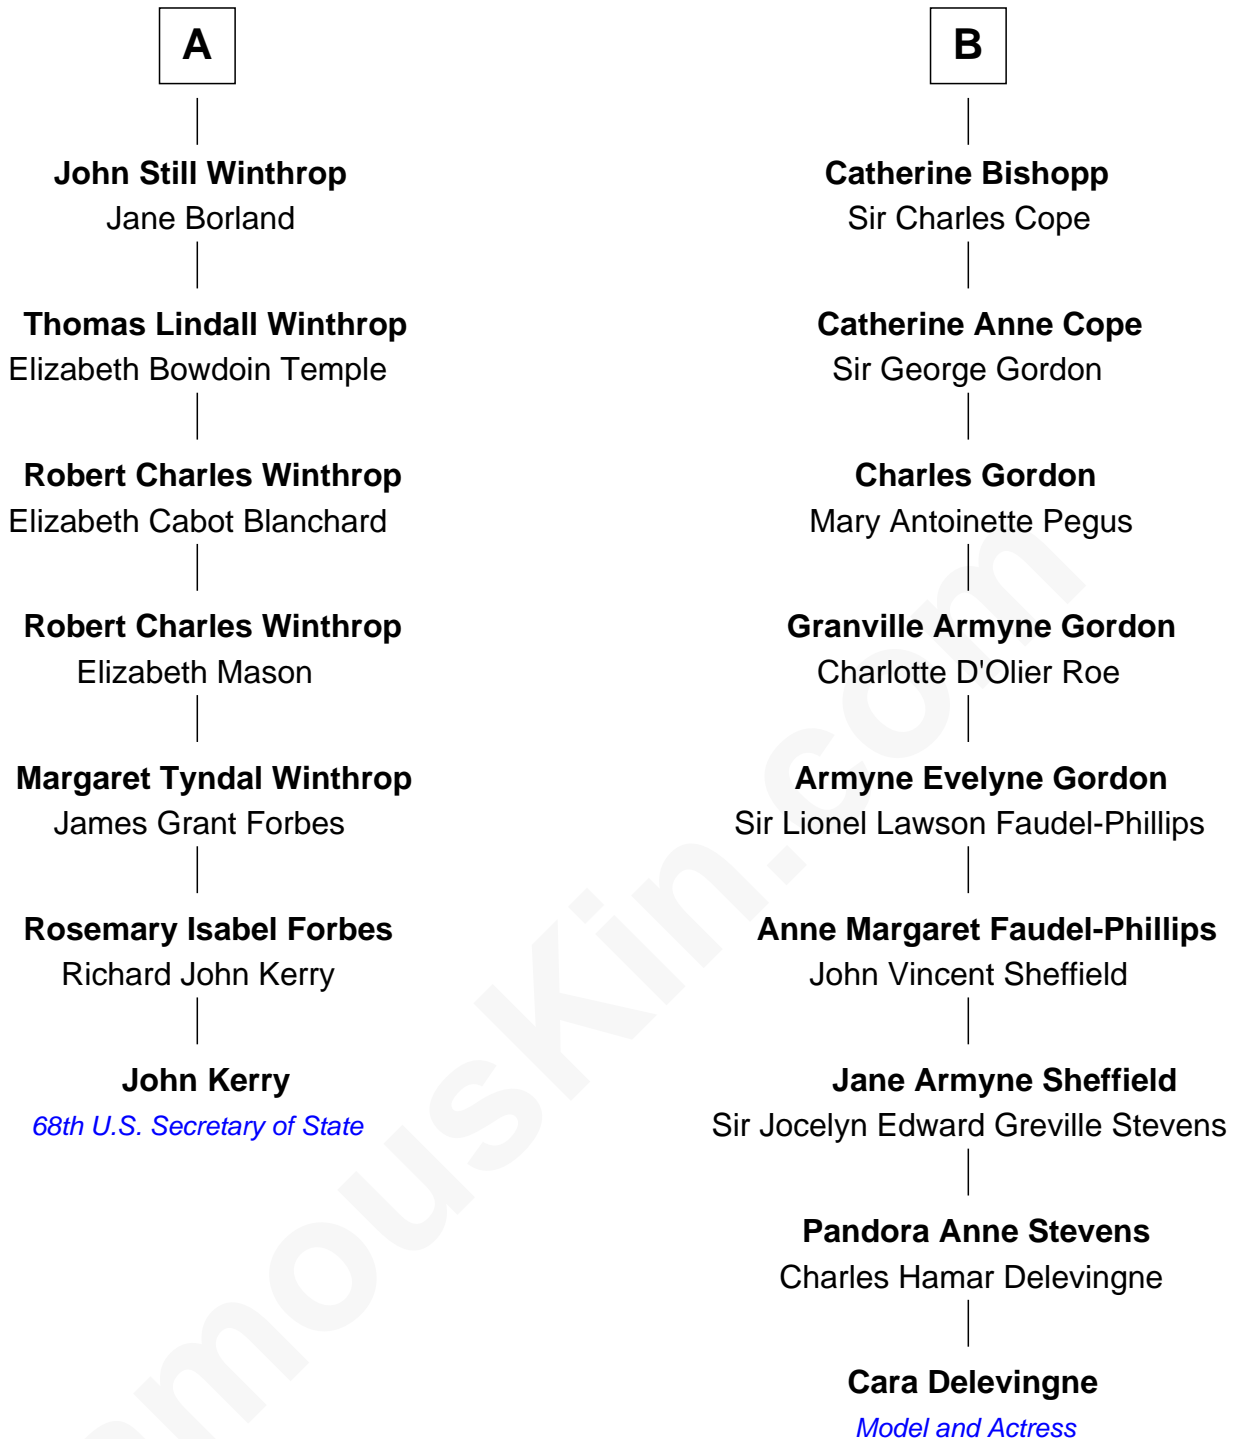 A
John Still Winthrop
Jane Borland
Thomas Lindall Winthrop
Elizabeth Bowdoin Temple
Robert Charles Winthrop
Elizabeth Cabot Blanchard
Robert Charles Winthrop
Elizabeth Mason
Margaret Tyndal Winthrop
James Grant Forbes
Rosemary Isabel Forbes
Richard John Kerry
John Kerry
68th U.S. Secretary of State
B
Catherine Bishopp
Sir Charles Cope
Catherine Anne Cope
Sir George Gordon
Charles Gordon
Mary Antoinette Pegus
Granville Armyne Gordon
Charlotte D'Olier Roe
Armyne Evelyne Gordon
Sir Lionel Lawson Faudel-Phillips
Anne Margaret Faudel-Phillips
John Vincent Sheffield
Jane Armyne Sheffield
Sir Jocelyn Edward Greville Stevens
Pandora Anne Stevens
Charles Hamar Delevingne
Cara Delevingne
Model and Actress
amouskin.com